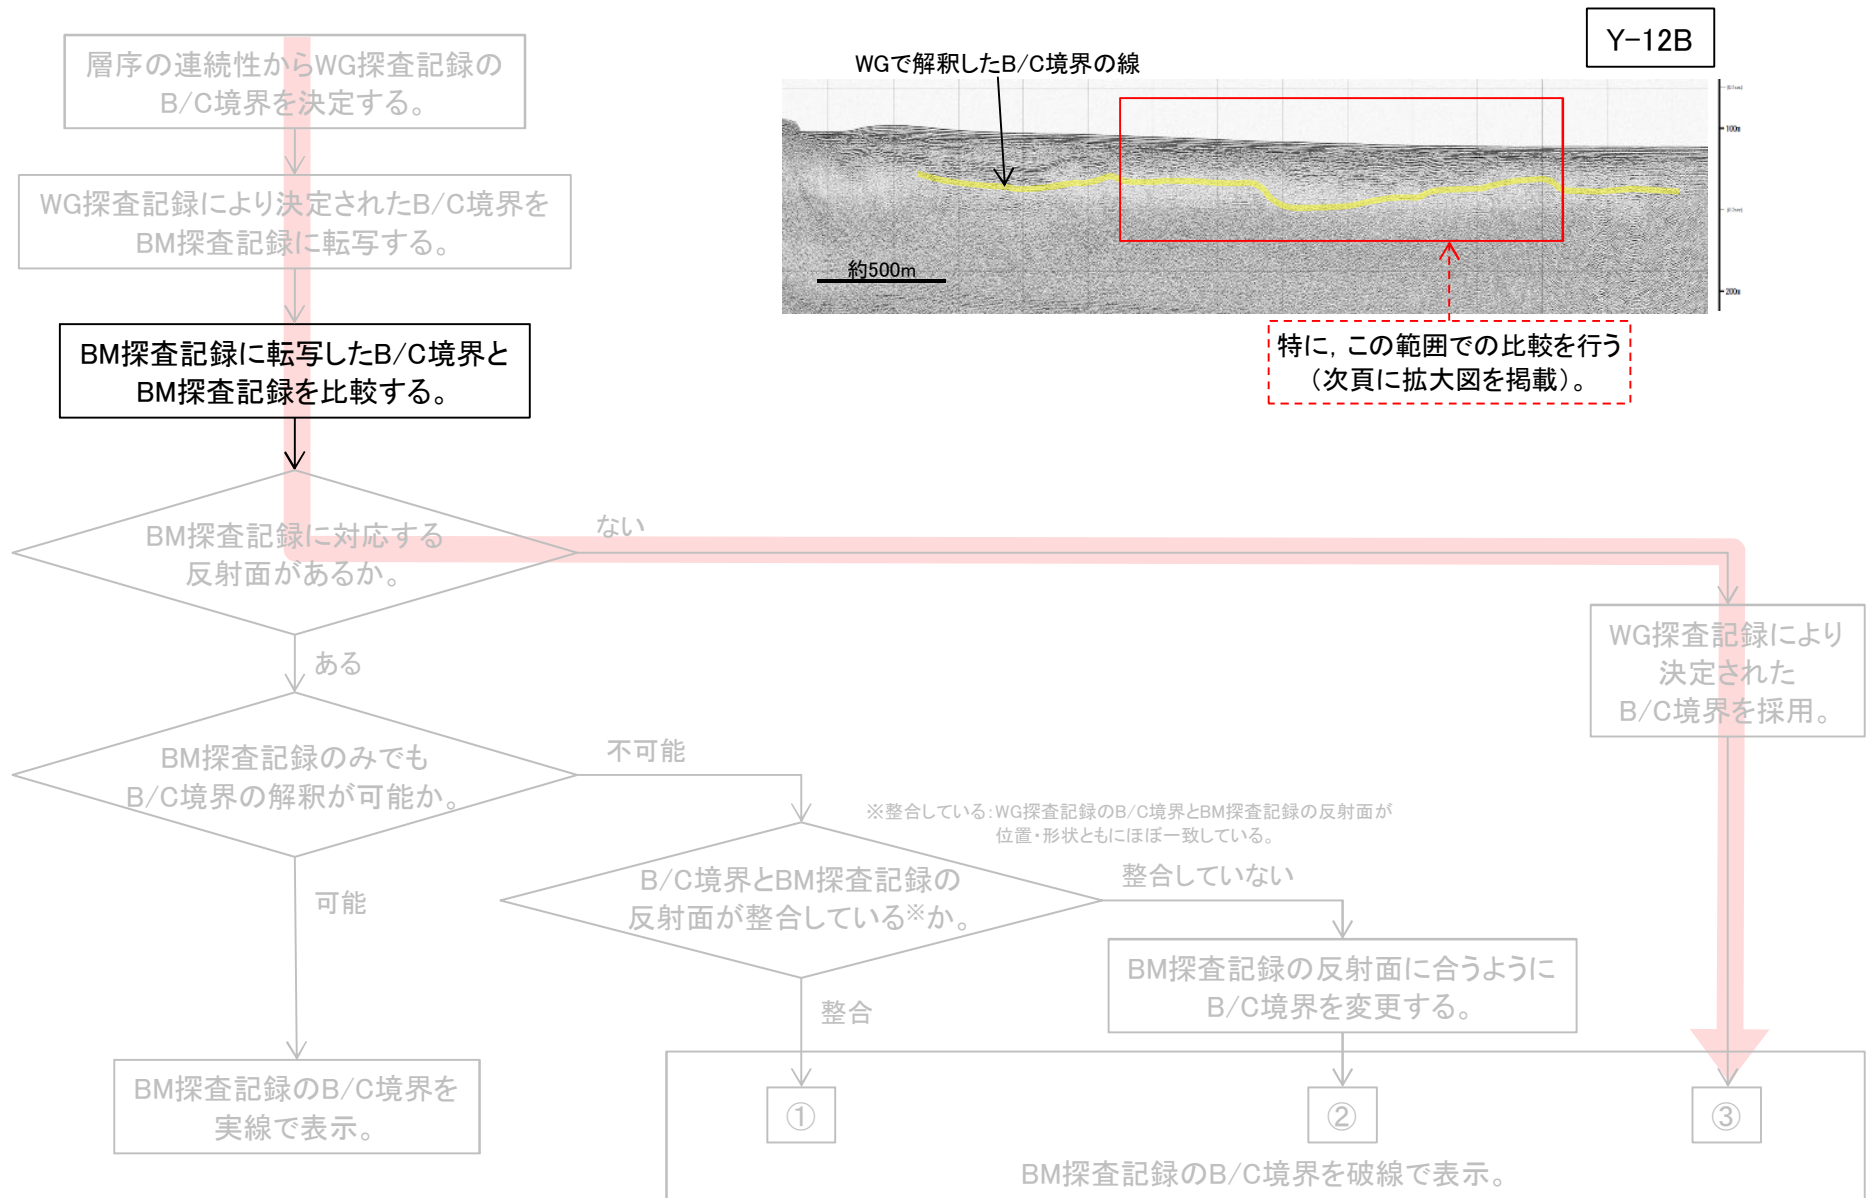 Y-12B
WGで解釈したB/C境界の線
100m
200m
約500m
特に，この範囲での比較を行う
（次頁に拡大図を掲載）。
層序の連続性からWG探査記録の
B/C境界を決定する。
WG探査記録により決定されたB/C境界を
BM探査記録に転写する。
BM探査記録に転写したB/C境界と
BM探査記録を比較する。
BM探査記録に対応する
反射面があるか。
ない
ある
WG探査記録により
決定された
B/C境界を採用。
BM探査記録のみでも
B/C境界の解釈が可能か。
不可能
可能
※整合している：WG探査記録のB/C境界とBM探査記録の反射面が
位置・形状ともにほぼ一致している。
B/C境界とBM探査記録の
反射面が整合している※か。
整合していない
整合
BM探査記録の反射面に合うように
B/C境界を変更する。
BM探査記録のB/C境界を
実線で表示。
①
②
③
BM探査記録のB/C境界を破線で表示。